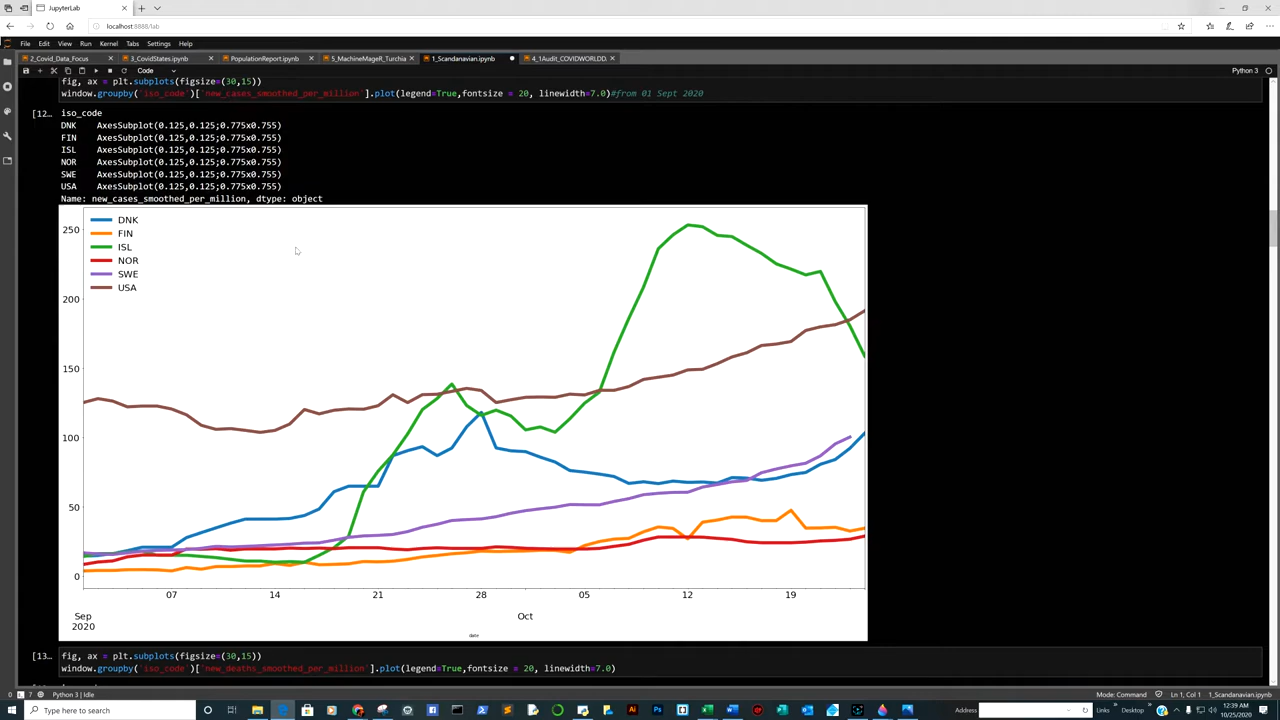 JupyterLab
localhost:8888/lab
File Edit View Run Kernel Tabs Settings Help
2_Covid_Data_Focus 3_CovidStates.ipynb PopulationReport.ipynb 5_MachineMageR_Turchia 1_Scandanavian.ipynb 4_1Audit_COVIDWORLDD.
Code Python 3
fig, ax = plt.subplots(figsize=(30,15))
window.groupby('iso_code')['new_cases_smoothed_per_million'].plot(legend=True,fontsize = 20, linewidth=7.0)#from 01 Sept 2020
[12… iso_code
DNK AxesSubplot(0.125,0.125;0.775x0.755)
FIN AxesSubplot(0.125,0.125;0.775x0.755)
ISL AxesSubplot(0.125,0.125;0.775x0.755)
NOR AxesSubplot(0.125,0.125;0.775x0.755)
SWE AxesSubplot(0.125,0.125;0.775x0.755)
USA AxesSubplot(0.125,0.125;0.775x0.755)
Name: new_cases_smoothed_per_million, dtype: object
DNK
FIN
ISL
NOR
SWE
USA
250
200
150
100
50
0
07 14 21 28 05 12 19
Sep Oct
2020
date
[13… fig, ax = plt.subplots(figsize=(30,15))
window.groupby('iso_code')['new_deaths_smoothed_per_million'].plot(legend=True,fontsize = 20, linewidth=7.0)
0 7 Python 3 | Idle Mode: Command Ln 1, Col 1 1_Scandanavian.ipynb
Type here to search Address Links Desktop 12:39 AM
10/25/2020